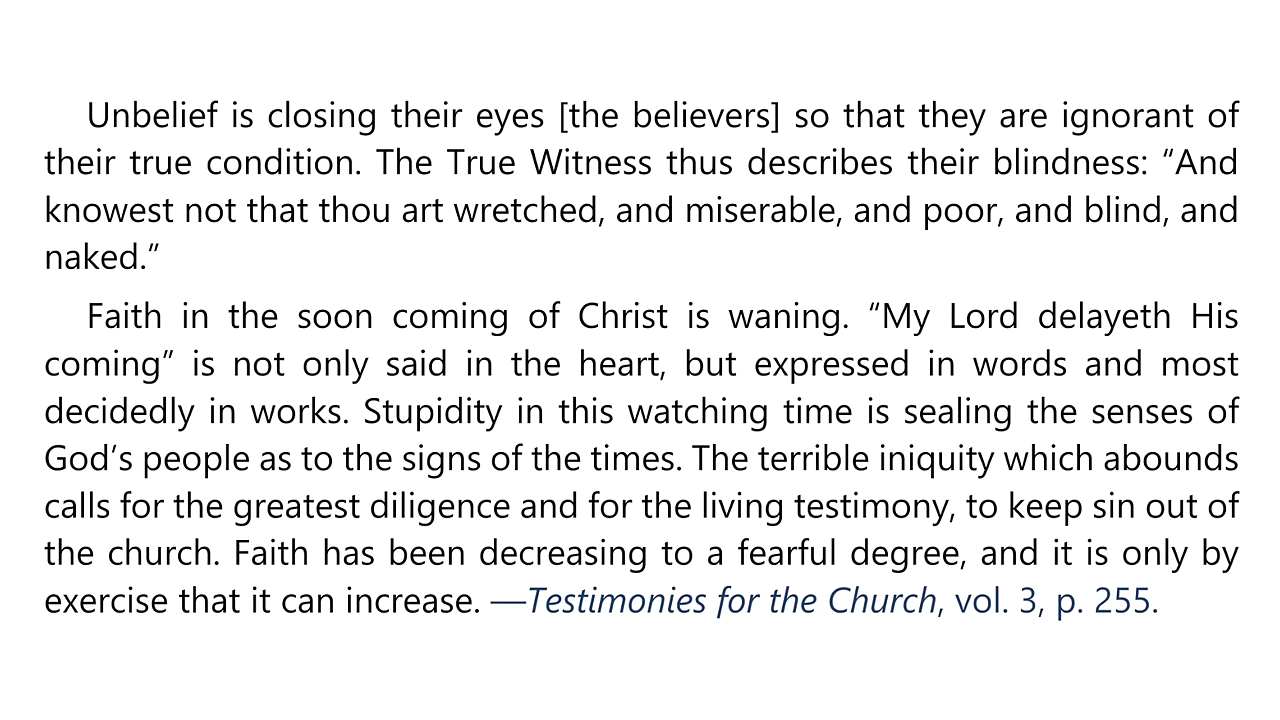 Unbelief is closing their eyes [the believers] so that they are ignorant of
their true condition. The True Witness thus describes their blindness: “And
knowest not that thou art wretched, and miserable, and poor, and blind, and
naked.”
Faith in the soon coming of Christ is waning. “My Lord delayeth His
coming” is not only said in the heart, but expressed in words and most
decidedly in works. Stupidity in this watching time is sealing the senses of
God’s people as to the signs of the times. The terrible iniquity which abounds
calls for the greatest diligence and for the living testimony, to keep sin out of
the church. Faith has been decreasing to a fearful degree, and it is only by
exercise that it can increase. —Testimonies for the Church, vol. 3, p. 255.